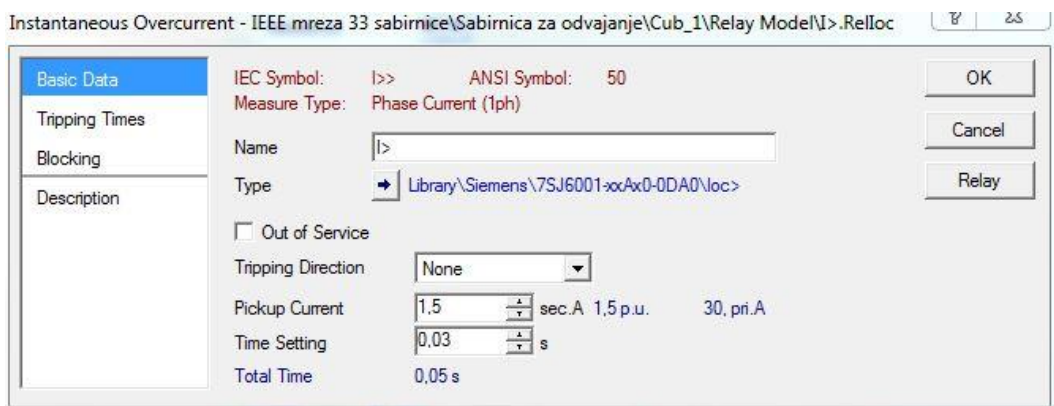 Instantaneous Overcurrent - IEEE mreza 33 sabirnice\Sabirnica za odvajanje\Cub_1\Relay Model\I>.RelIoc
Basic Data
Tripping Times
Blocking
Description
IEC Symbol: I>> ANSI Symbol: 50
Measure Type: Phase Current (1ph)
Name I>
Type Library\Siemens\7SJ6001-xxAx0-0DA0\Ioc>
Out of Service
Tripping Direction None
Pickup Current 1,5 sec.A 1,5 p.u. 30, pri.A
Time Setting 0,03 s
Total Time 0,05 s
OK
Cancel
Relay